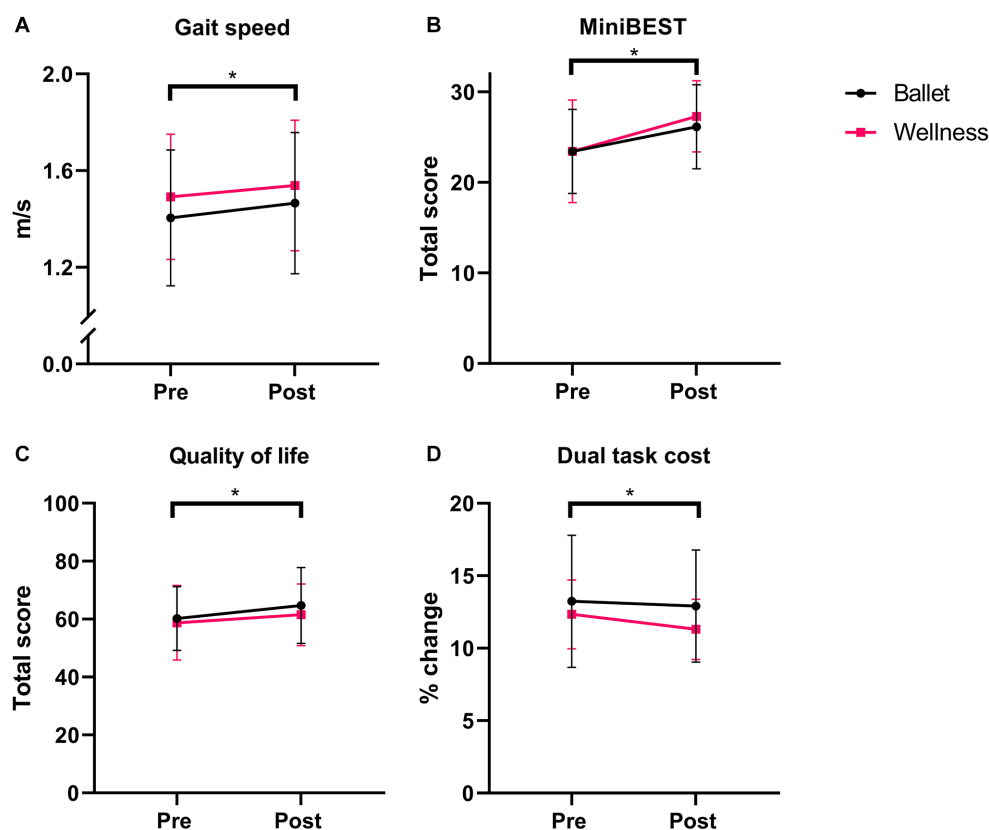 A
Gait speed
*
2.0
1.6
1.2
0.0
m/s
Pre
Post
B
MiniBEST
*
30
20
10
0
Total score
Pre
Post
Ballet
Wellness
C
Quality of life
*
100
80
60
40
20
0
Total score
Pre
Post
D
Dual task cost
*
20
15
10
5
0
% change
Pre
Post